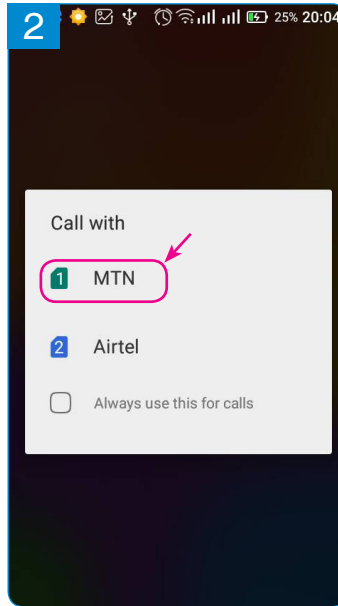 2 25% 20:04
Call with
1 MTN
2 Airtel
Always use this for calls